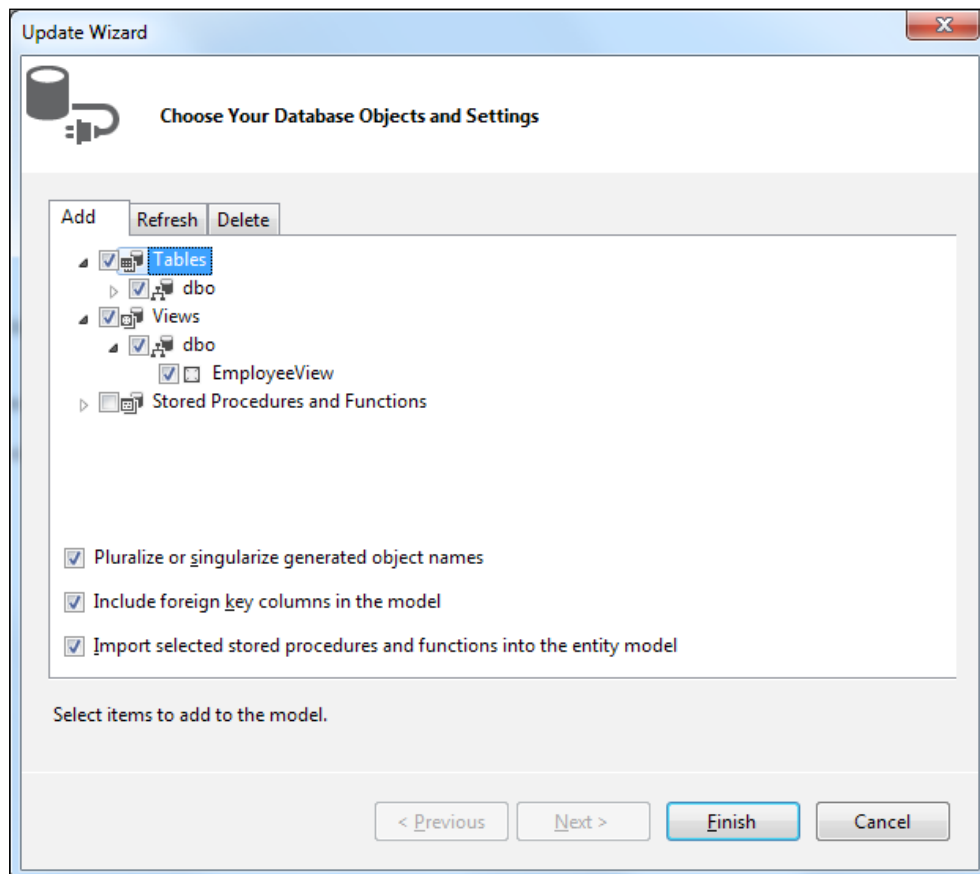 Update Wizard
Choose Your Database Objects and Settings
Add Refresh Delete
Tables
dbo
Views
dbo
EmployeeView
Stored Procedures and Functions
Pluralize or singularize generated object names
Include foreign key columns in the model
Import selected stored procedures and functions into the entity model
Select items to add to the model.
< Previous Next > Finish Cancel